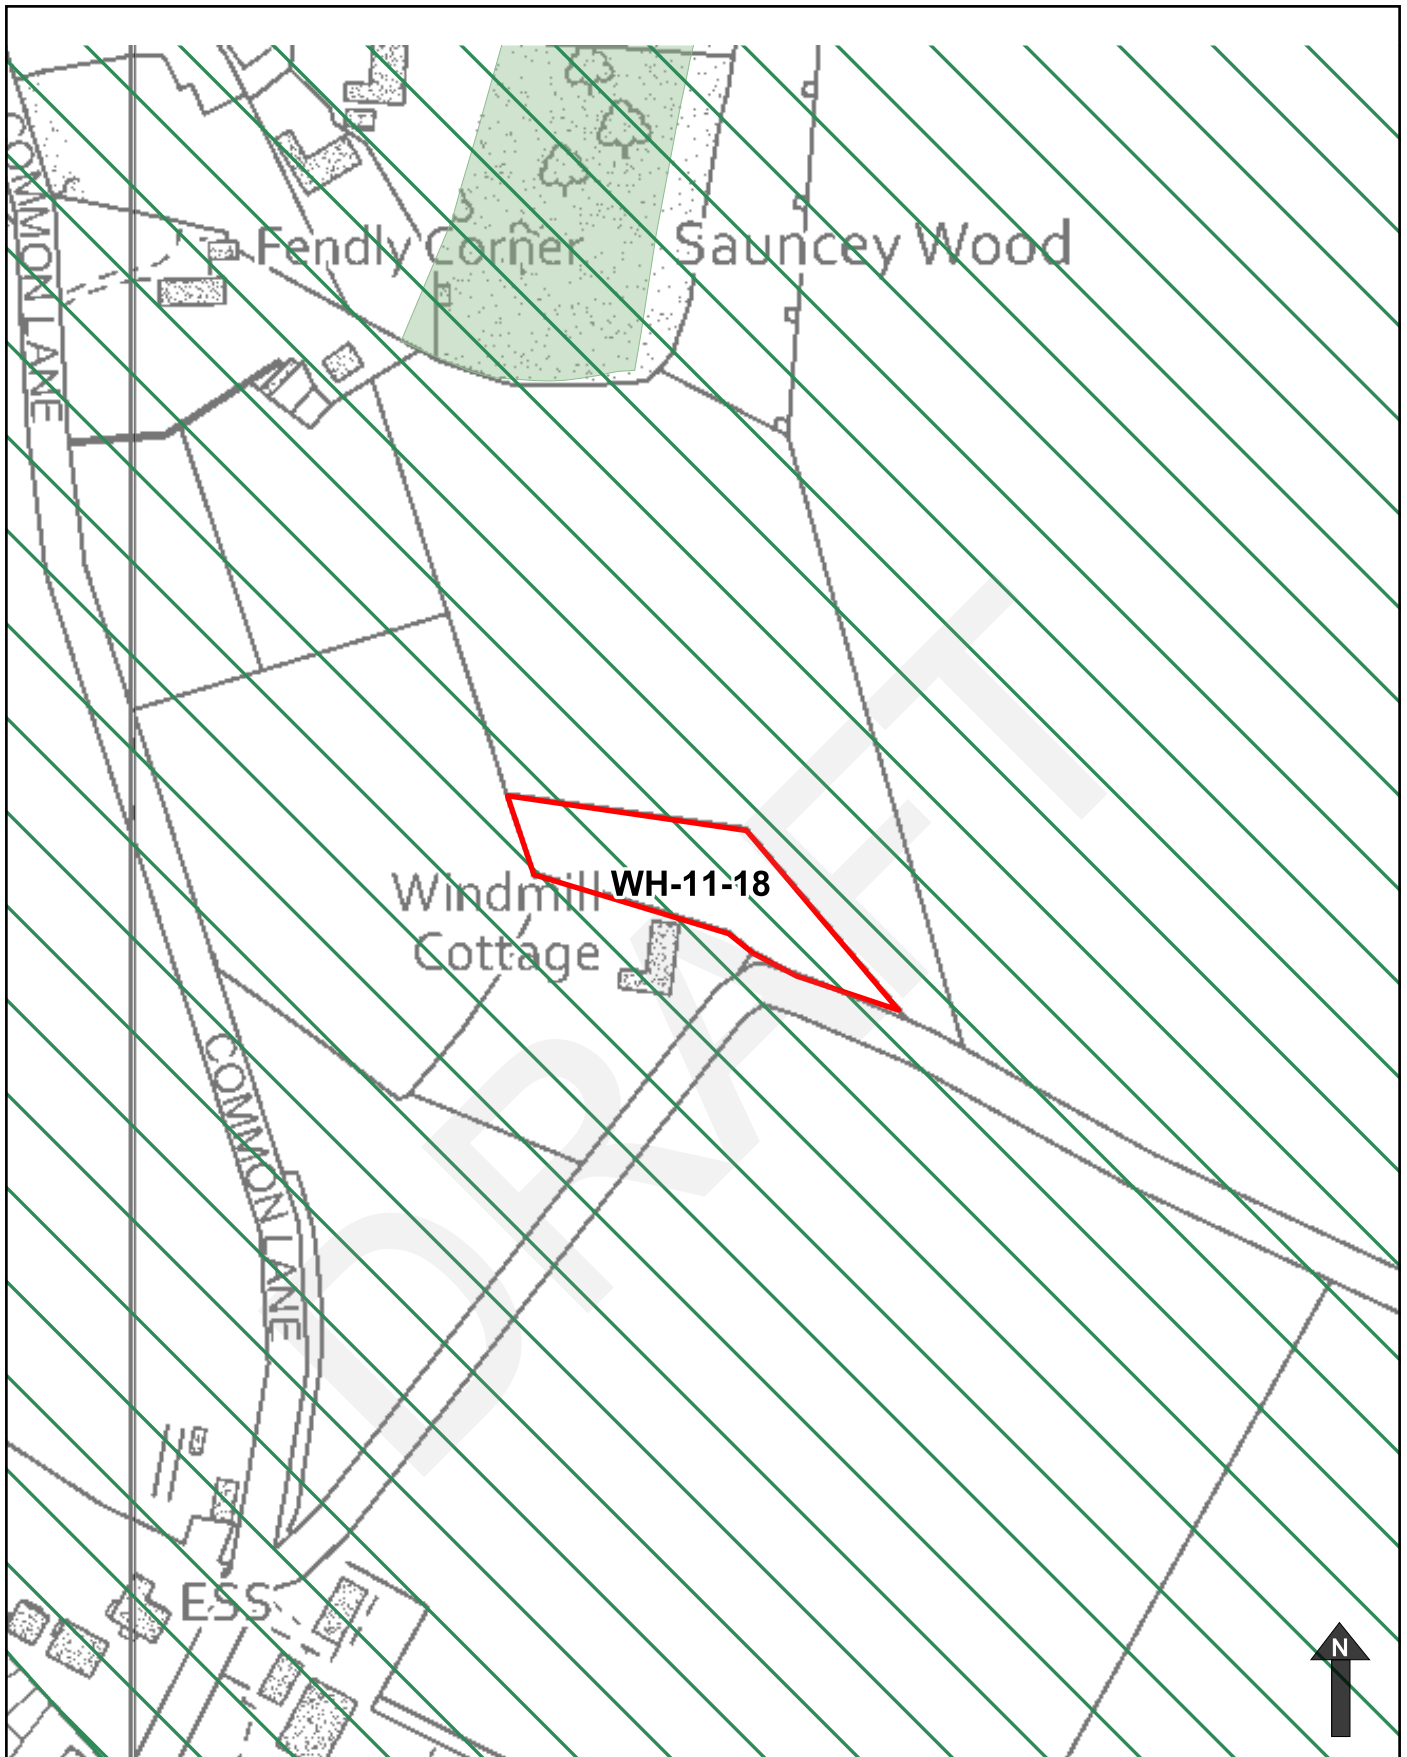 COMMON LANE
Fendly Corner
Sauncey Wood
WH-11-18
Windmill
Cottage
COMMON LANE
DRAFT
ESS
N